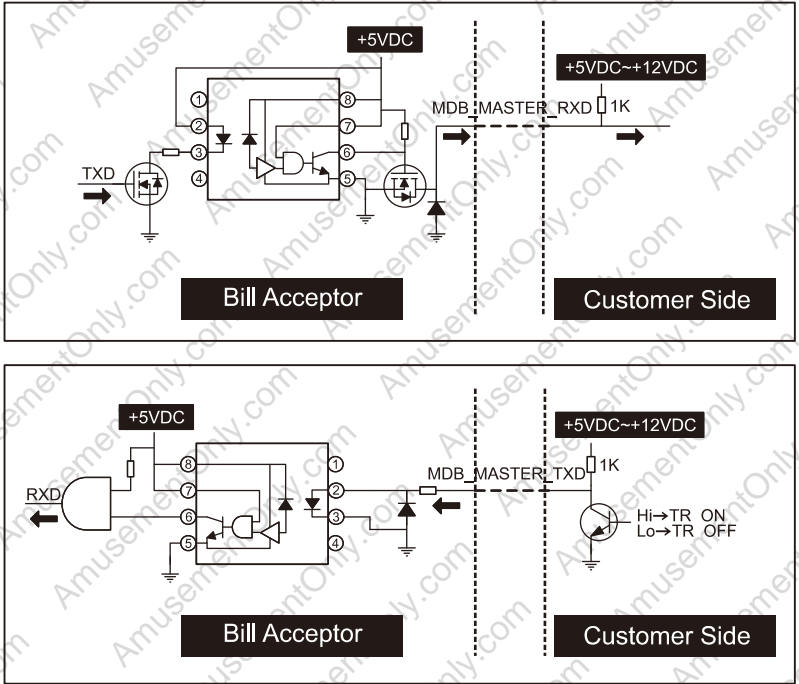 +5VDC
+5VDC~+12VDC
1
2
3
4
8
7
6
5
MDB_MASTER_RXD
1K
TXD
Bill Acceptor
Customer Side
+5VDC
+5VDC~+12VDC
8
7
6
5
1
2
3
4
MDB_MASTER_TXD
1K
RXD
Hi→TR ON
Lo→TR OFF
Bill Acceptor
Customer Side
AmusementOnly.com